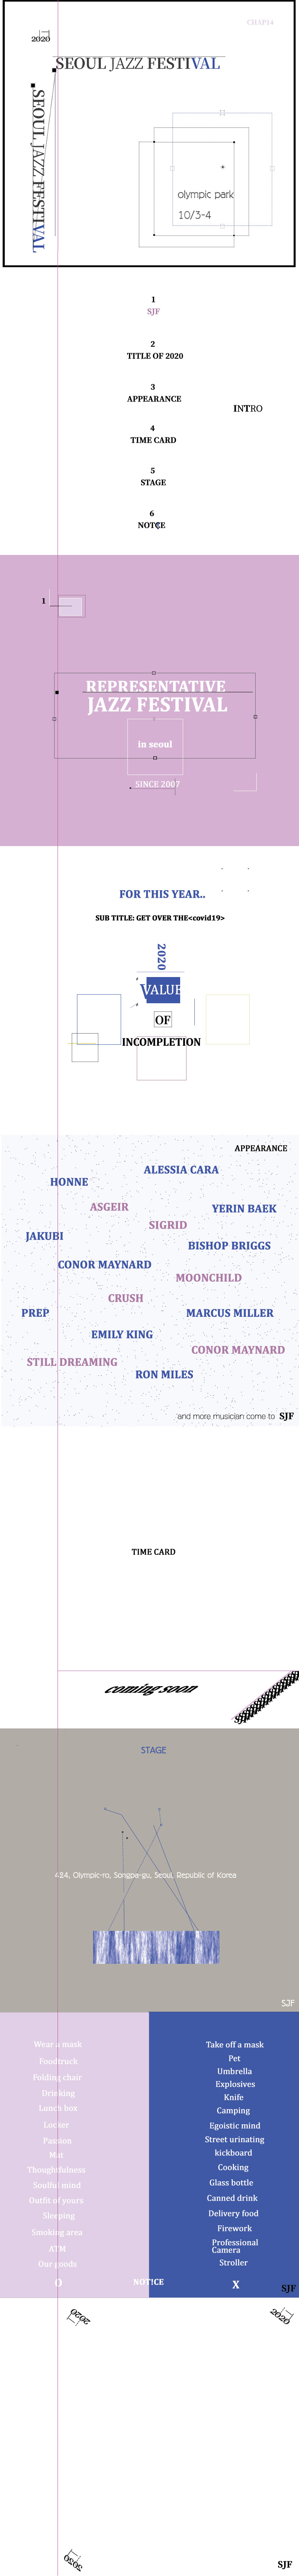 CHAP14
2020
SEOUL JAZZ FESTIVAL
SEOUL JAZZ FESTIVAL
olympic park
10/3-4
1
SJF
2
TITLE OF 2020
3
APPEARANCE
INTRO
4
TIME CARD
5
STAGE
6
NOTICE
1
REPRESENTATIVE
JAZZ FESTIVAL
in seoul
SINCE 2007
FOR THIS YEAR..
SUB TITLE: GET OVER THE<covid19>
2020
VALUE
OF
INCOMPLETION
APPEARANCE
ALESSIA CARA
HONNE
ASGEIR
YERIN BAEK
SIGRID
JAKUBI
BISHOP BRIGGS
CONOR MAYNARD
MOONCHILD
CRUSH
PREP
MARCUS MILLER
EMILY KING
CONOR MAYNARD
STILL DREAMING
RON MILES
and more musician come to SJF
TIME CARD
coming soon
SJF
STAGE
424, Olympic-ro, Songpa-gu, Seoul, Republic of Korea
SJF
Wear a mask
Foodtruck
Folding chair
Drinking
Lunch box
Locker
Passion
Mat
Thoughtfulness
Soulful mind
Outfit of yours
Sleeping
Smoking area
ATM
Our goods
O
NOT!CE
Take off a mask
Pet
Umbrella
Explosives
Knife
Camping
Egoistic mind
Street urinating
kickboard
Cooking
Glass bottle
Canned drink
Delivery food
Firework
Professional
Camera
Stroller
X
SJF
2020
2020
2020
SJF